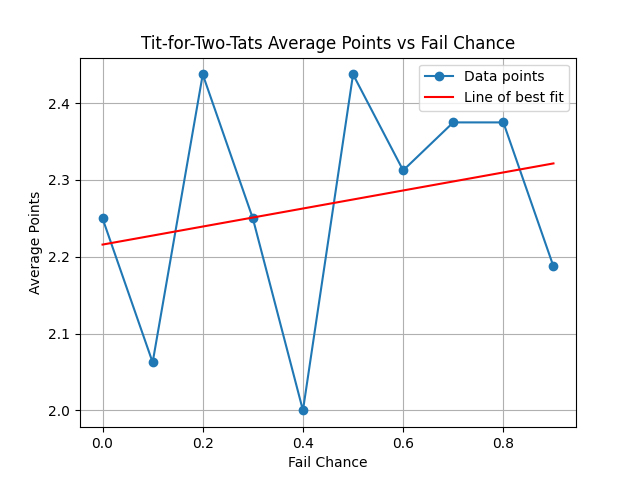 Tit-for-Two-Tats Average Points vs Fail Chance
Data points
Line of best fit
2.4
2.3
2.2
2.1
2.0
Average Points
0.0 0.2 0.4 0.6 0.8
Fail Chance